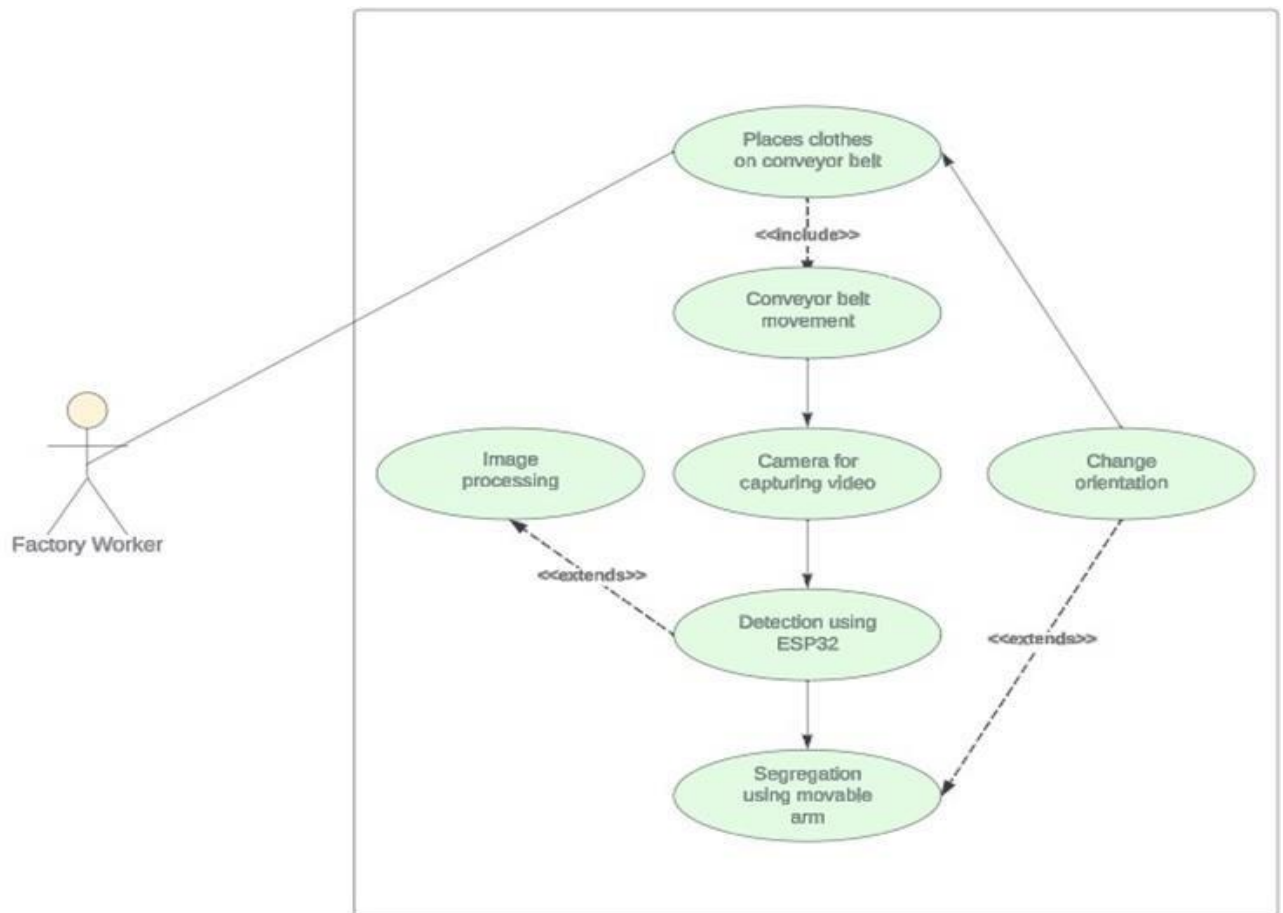 Places clothes
on conveyor belt
<<include>>
Conveyor belt
movement
Image
processing
Camera for
capturing video
Change
orientation
Factory Worker
<<extends>>
Detection using
ESP32
<<extends>>
Segregation
using movable
arm